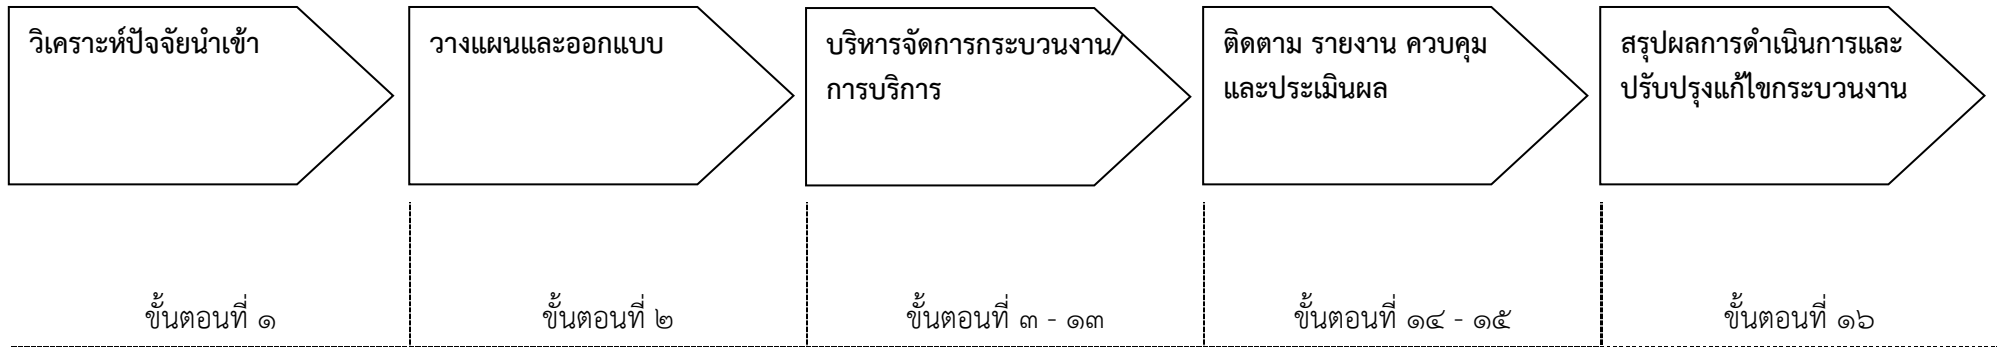 วิเคราะห์ปัจจัยนำเข้า
วางแผนและออกแบบ
บริหารจัดการกระบวนงาน/
การบริการ
ติดตาม รายงาน ควบคุม
และประเมินผล
สรุปผลการดำเนินการและ
ปรับปรุงแก้ไขกระบวนงาน
ขั้นตอนที่ ๑
ขั้นตอนที่ ๒
ขั้นตอนที่ ๓ - ๑๓
ขั้นตอนที่ ๑๔ - ๑๕
ขั้นตอนที่ ๑๖